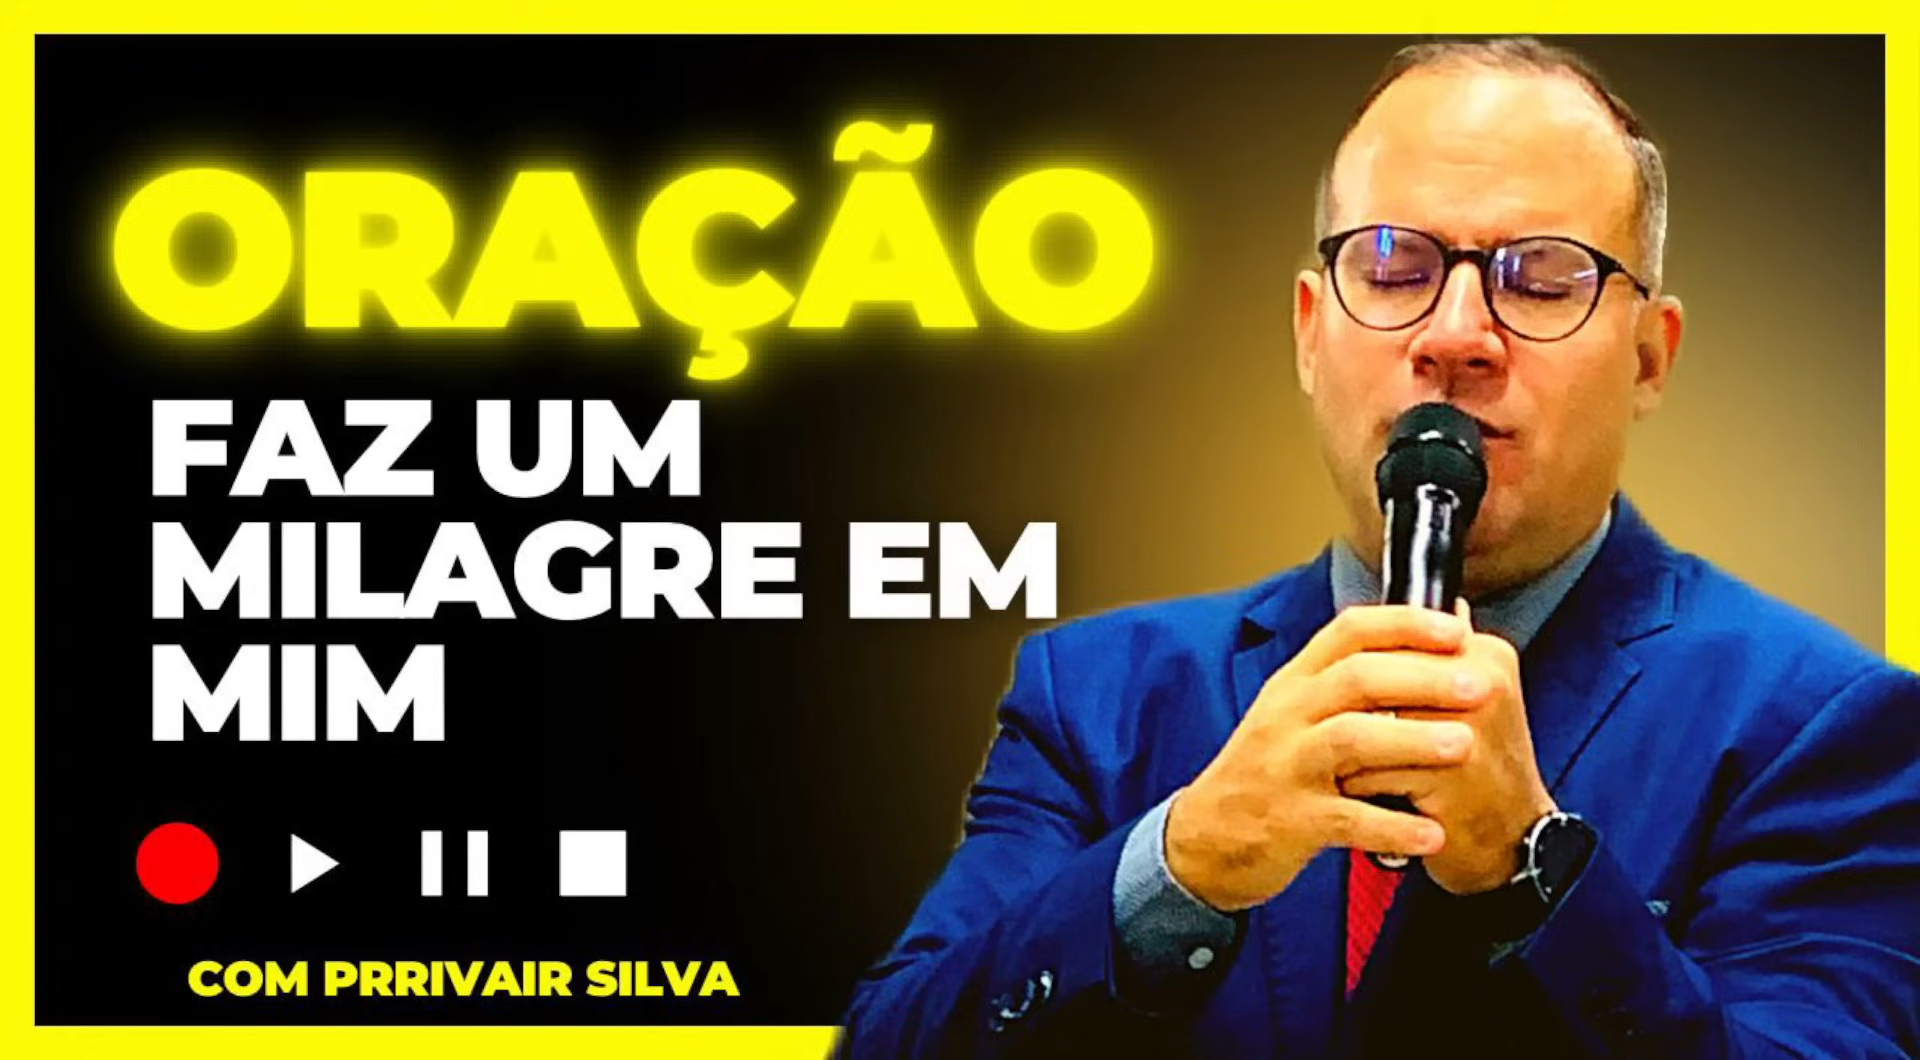 ORAÇÃO
FAZ UM
MILAGRE EM
MIM
COM PRRIVAIR SILVA